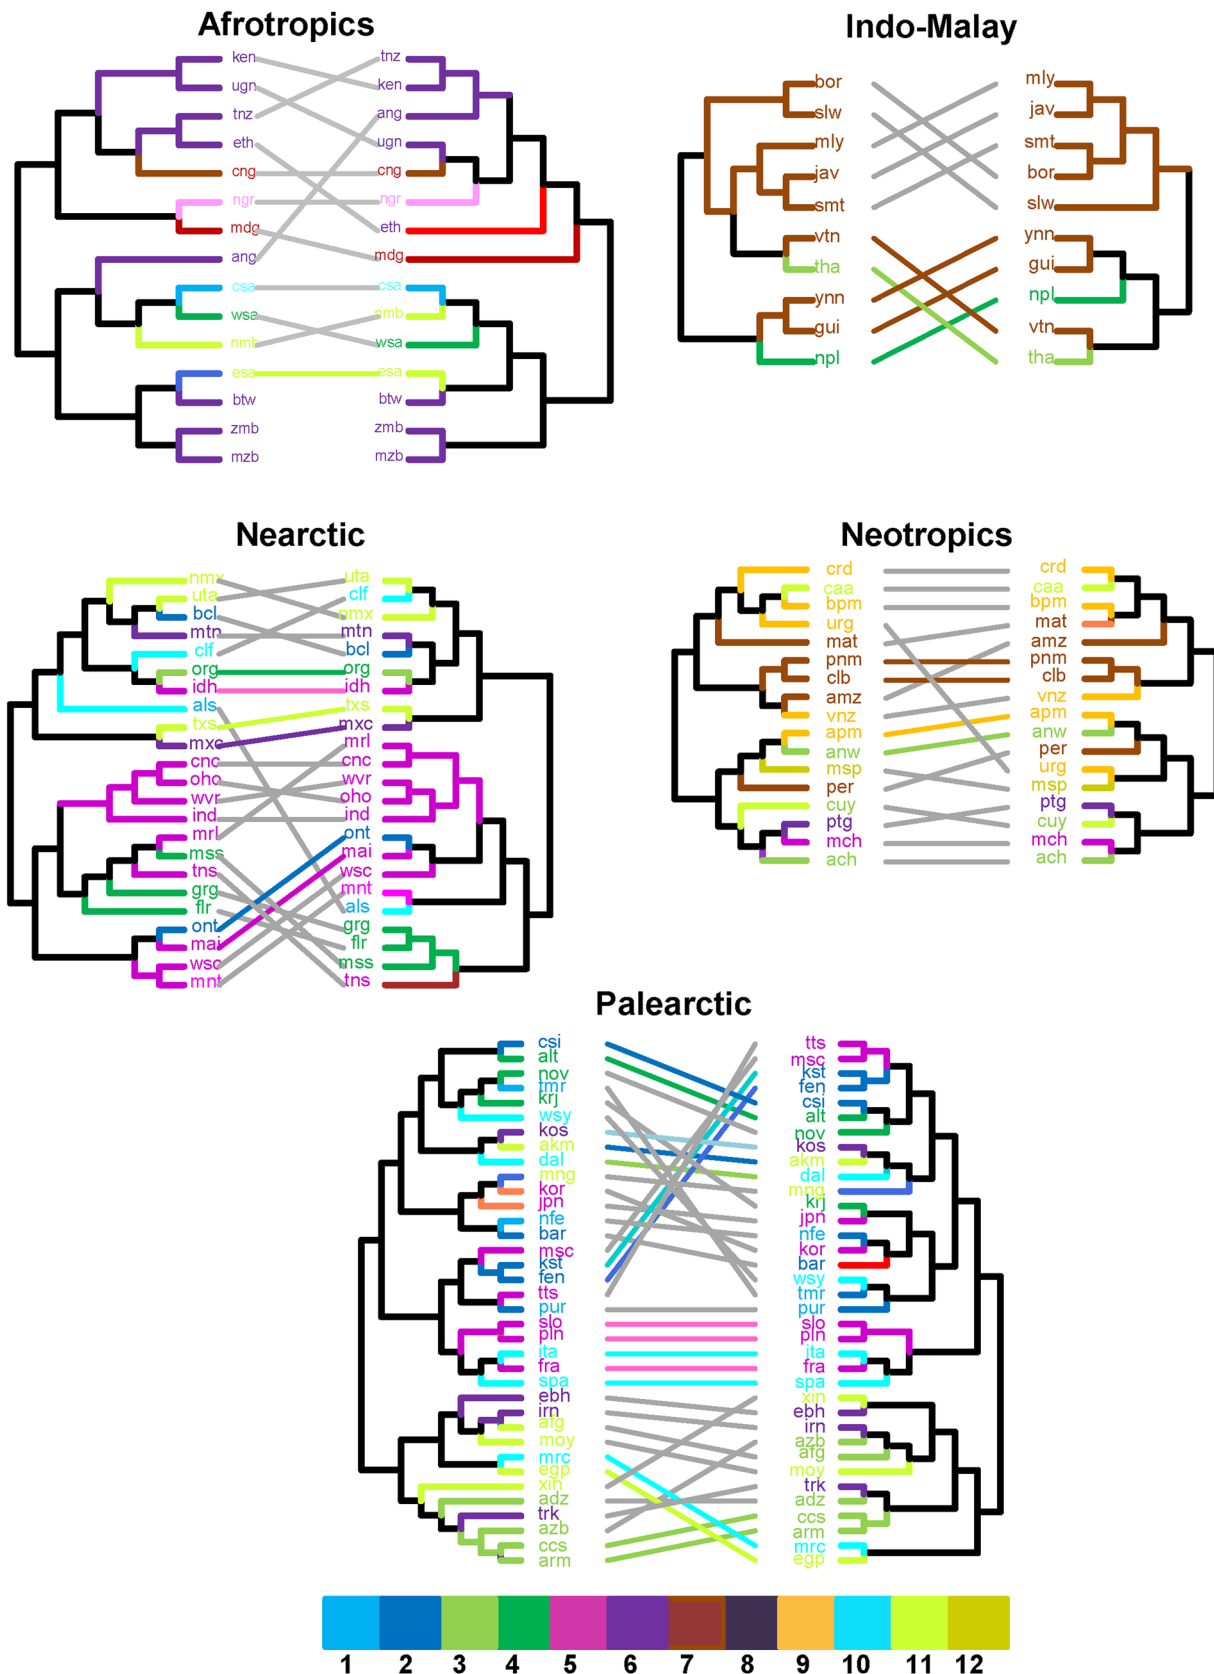 Afrotropics
ken tnz
ugn ken
tnz ang
eth ugn
cng cng
ngr ngr
mdg eth
ang mdg
csa csa
wsa nmb
nmb wsa
esa esa
btw btw
zmb zmb
mzb mzb
Indo-Malay
bor mly
slw jav
mly smt
jav bor
smt slw
vtn ynn
tha gui
ynn npl
gui vtn
npl tha
Nearctic
nmx uta
uta clf
bcl nmx
mtn mtn
clf bcl
org org
idh idh
als txs
txs mxc
mxc mrl
cnc cnc
oho wvr
wvr oho
ind ind
mrl ont
mss mai
tns wsc
grg mnt
flr als
ont grg
mai flr
wsc mss
mnt tns
Neotropics
crd crd
caa caa
bpm bpm
urg mat
mat amz
pnm pnm
clb clb
amz vnz
vnz apm
apm anw
anw per
msp urg
per msp
cuy ptg
ptg cuy
mch mch
ach ach
Palearctic
csi tts
alt msc
nov kst
tmr fen
krj csi
wsy alt
kos nov
akm kos
dal akm
mng dal
kor mng
jpn krj
nfe jpn
bar nfe
msc kor
kst bar
fen wsy
tts tmr
pur pur
slo slo
pln pln
ita ita
fra fra
spa spa
ebh xin
irn ebh
afg irn
moy azb
mrc afg
egp moy
xin trk
adz adz
trk ccs
azb arm
ccs mrc
arm egp
1 2 3 4 5 6 7 8 9 10 11 12